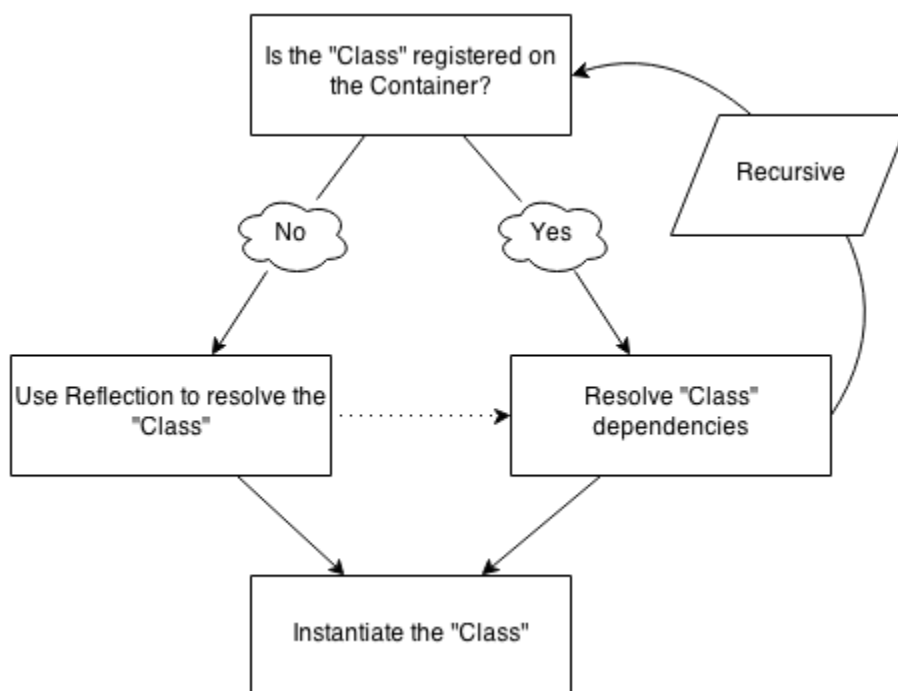 Is the "Class" registered on
the Container?
Recursive
No
Yes
Use Reflection to resolve the
"Class"
Resolve "Class"
dependencies
Instantiate the "Class"